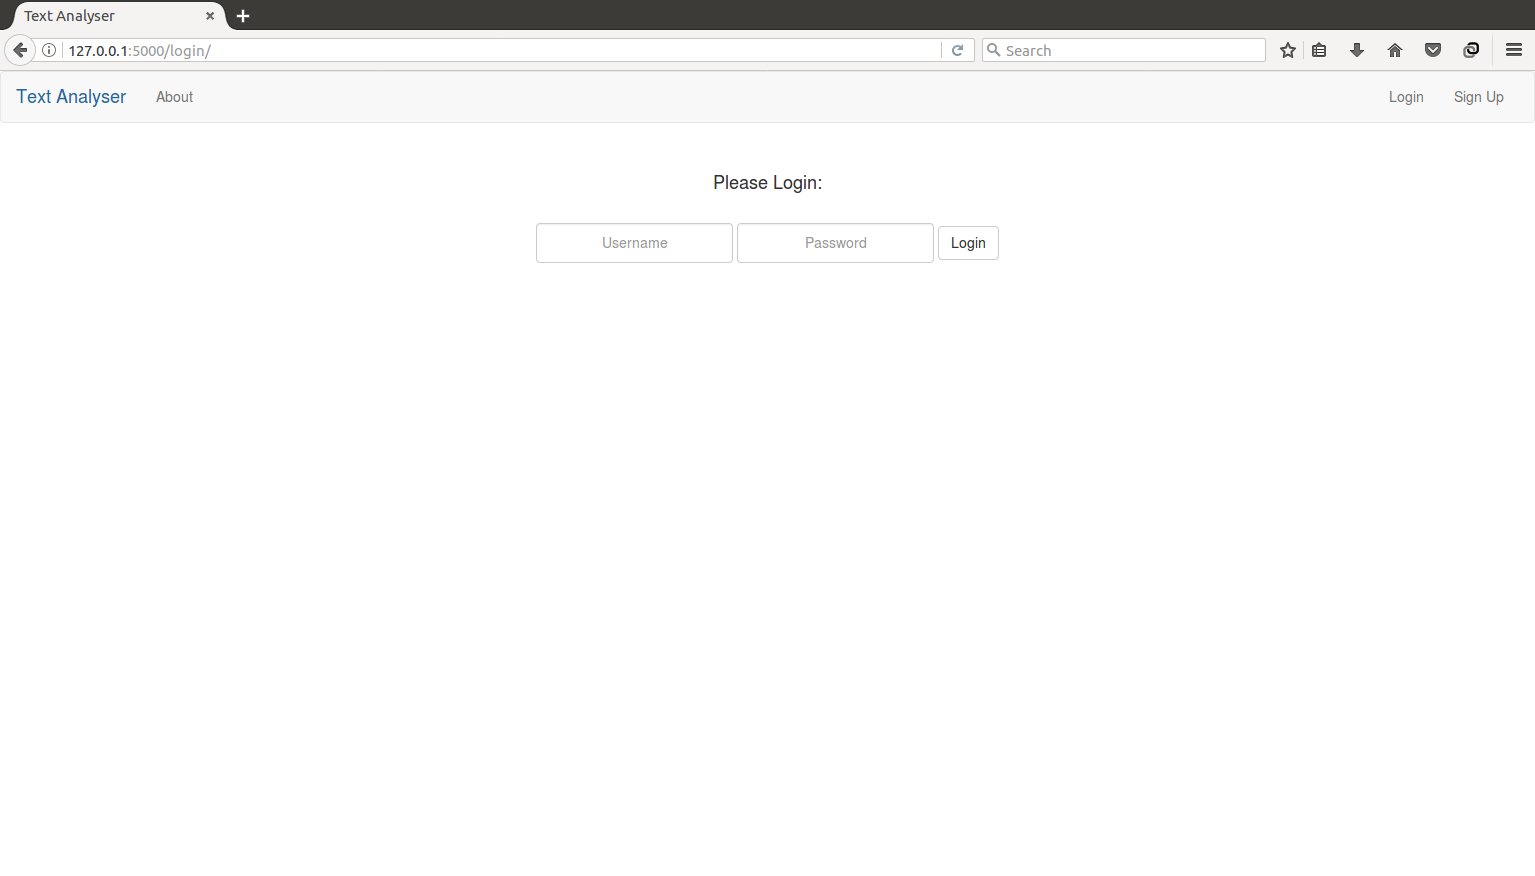 Text Analyser
127.0.0.1:5000/login/
Search
Text Analyser About Login Sign Up
Please Login:
Username Password Login